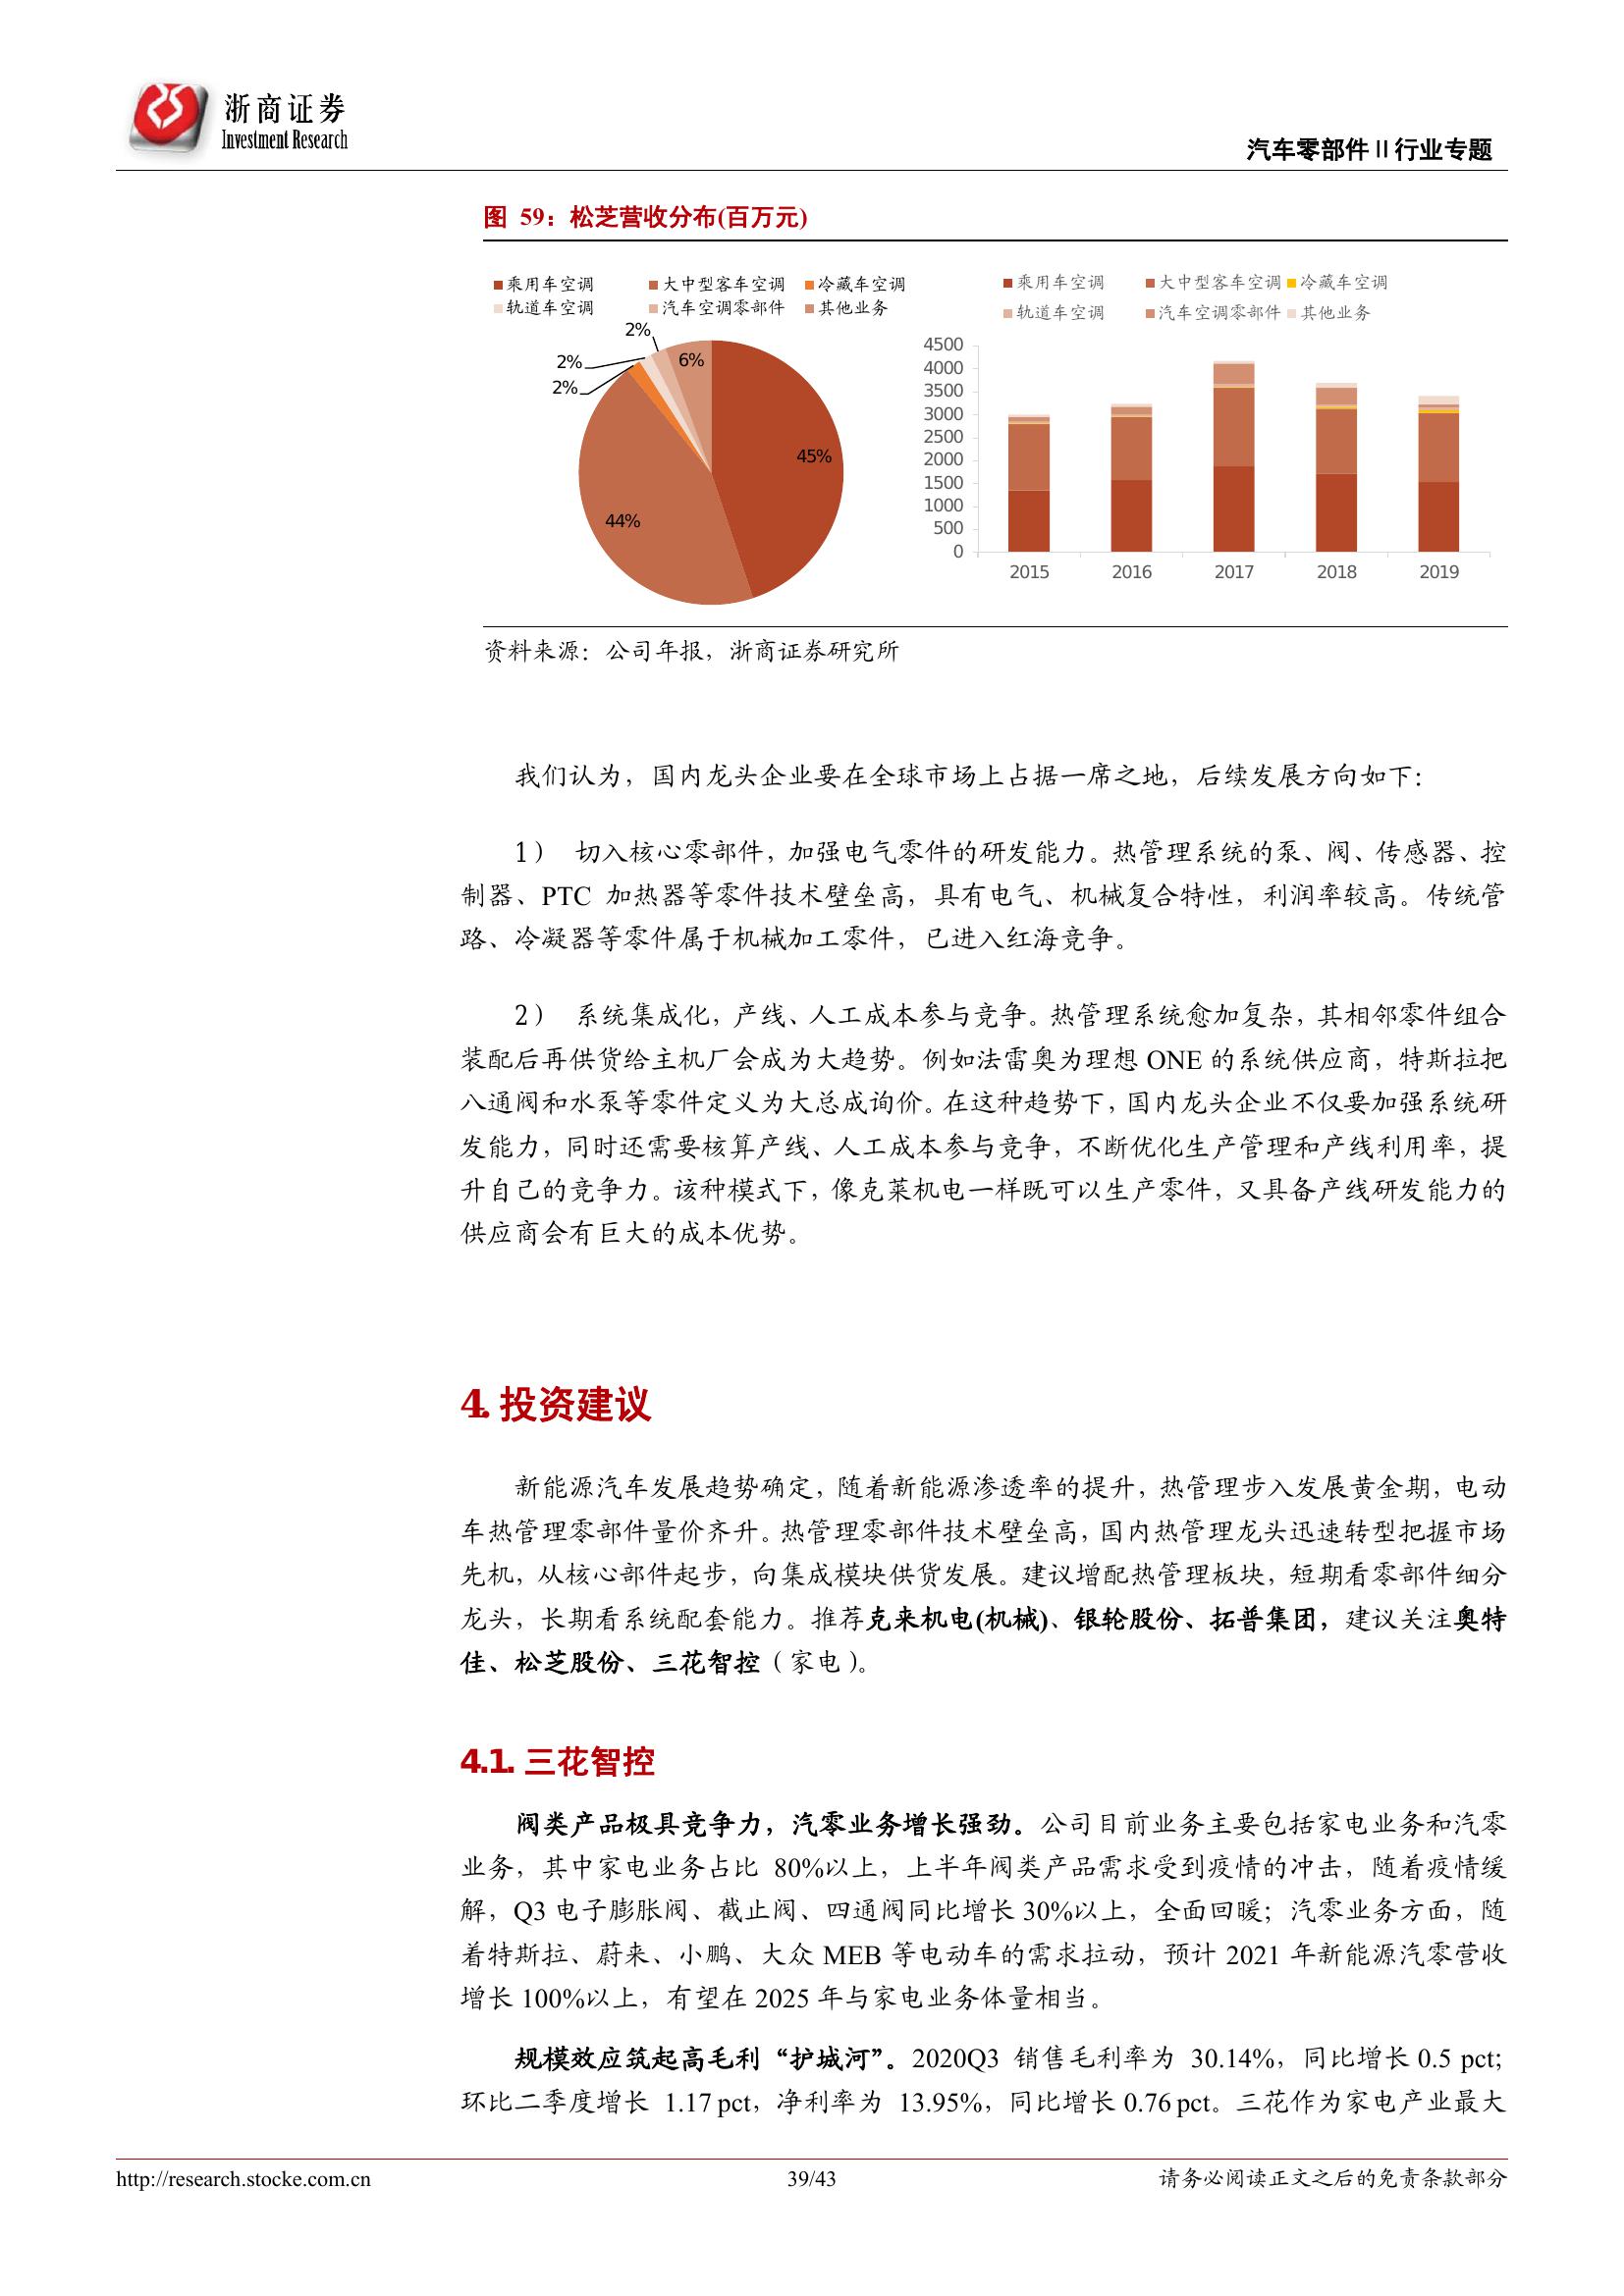 浙商证券
Investment Research
汽车零部件Ⅱ行业专题
图 59：松芝营收分布(百万元)
乘用车空调 大中型客车空调 冷藏车空调
轨道车空调 汽车空调零部件 其他业务
2%
2%
2%
6%
45%
44%
乘用车空调 大中型客车空调 冷藏车空调
轨道车空调 汽车空调零部件 其他业务
4500
4000
3500
3000
2500
2000
1500
1000
500
0
2015 2016 2017 2018 2019
资料来源：公司年报，浙商证券研究所
我们认为，国内龙头企业要在全球市场上占据一席之地，后续发展方向如下：
1） 切入核心零部件，加强电气零件的研发能力。热管理系统的泵、阀、传感器、控
制器、PTC 加热器等零件技术壁垒高，具有电气、机械复合特性，利润率较高。传统管
路、冷凝器等零件属于机械加工零件，已进入红海竞争。
2） 系统集成化，产线、人工成本参与竞争。热管理系统愈加复杂，其相邻零件组合
装配后再供货给主机厂会成为大趋势。例如法雷奥为理想 ONE 的系统供应商，特斯拉把
八通阀和水泵等零件定义为大总成询价。在这种趋势下，国内龙头企业不仅要加强系统研
发能力，同时还需要核算产线、人工成本参与竞争，不断优化生产管理和产线利用率，提
升自己的竞争力。该种模式下，像克莱机电一样既可以生产零件，又具备产线研发能力的
供应商会有巨大的成本优势。
4. 投资建议
新能源汽车发展趋势确定，随着新能源渗透率的提升，热管理步入发展黄金期，电动
车热管理零部件量价齐升。热管理零部件技术壁垒高，国内热管理龙头迅速转型把握市场
先机，从核心部件起步，向集成模块供货发展。建议增配热管理板块，短期看零部件细分
龙头，长期看系统配套能力。推荐克来机电(机械)、银轮股份、拓普集团，建议关注奥特
佳、松芝股份、三花智控（家电）。
4.1. 三花智控
阀类产品极具竞争力，汽零业务增长强劲。公司目前业务主要包括家电业务和汽零
业务，其中家电业务占比 80%以上，上半年阀类产品需求受到疫情的冲击，随着疫情缓
解，Q3 电子膨胀阀、截止阀、四通阀同比增长 30%以上，全面回暖；汽零业务方面，随
着特斯拉、蔚来、小鹏、大众 MEB 等电动车的需求拉动，预计 2021 年新能源汽零营收
增长 100%以上，有望在 2025 年与家电业务体量相当。
规模效应筑起高毛利“护城河”。2020Q3 销售毛利率为 30.14%，同比增长 0.5 pct;
环比二季度增长 1.17 pct，净利率为 13.95%，同比增长 0.76 pct。三花作为家电产业最大
http://research.stocke.com.cn 39/43 请务必阅读正文之后的免责条款部分